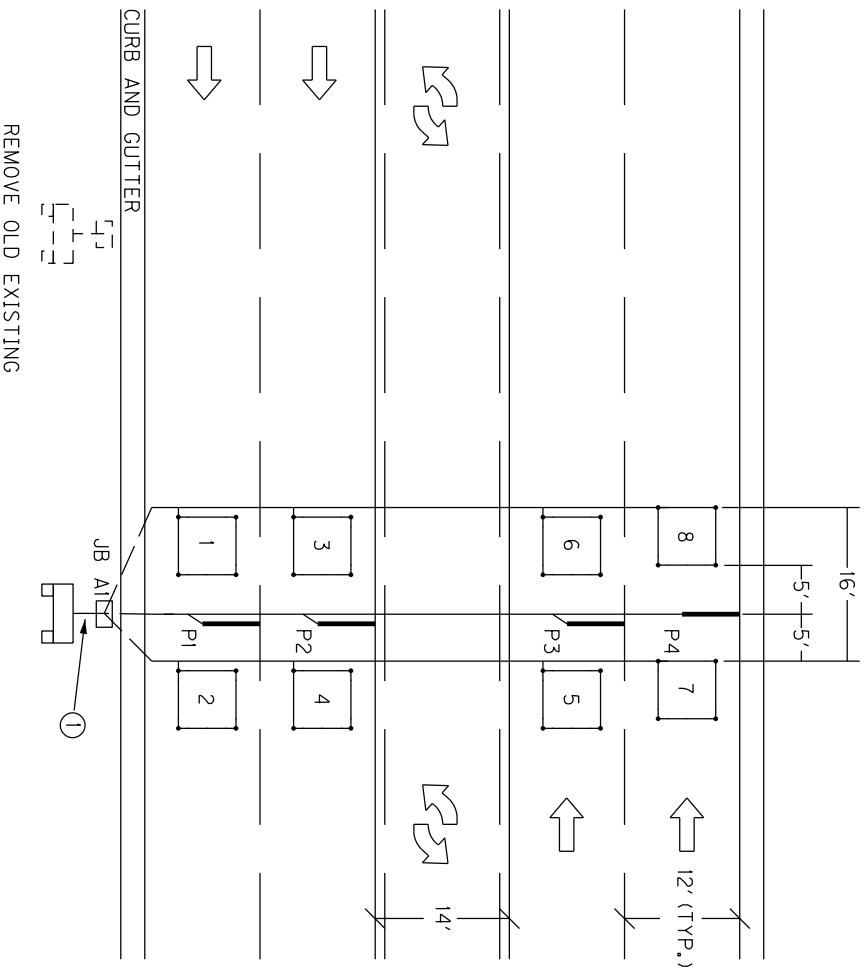 CURB AND GUTTER
REMOVE OLD EXISTING
JB A1
1
1
2
3
4
P1
P2
6
5
P3
8
7
P4
16'
5'
5'
14'
12' (TYP.)